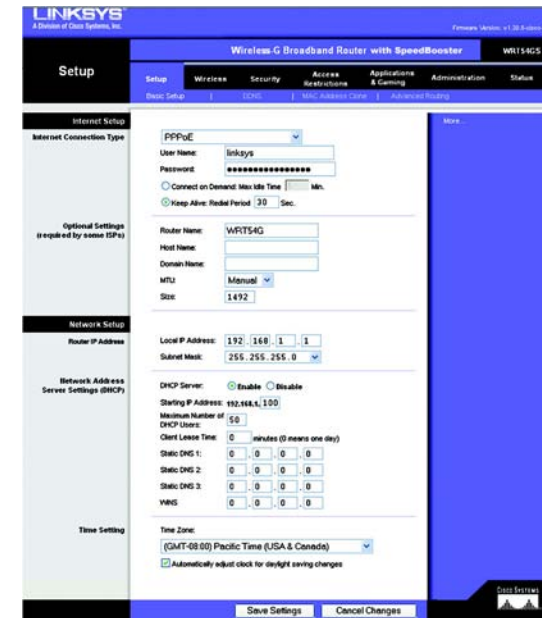 LINKSYS
A Division of Cisco Systems, Inc.
Wireless-G Broadband Router with SpeedBooster
WRT54GS
Setup
Setup
Wireless
Security
Access Restrictions
Applications & Gaming
Administration
Status
Basic Setup | DDNS | MAC Address Clone | Advanced Routing
Internet Setup
More...
Internet Connection Type
PPPoE
User Name: linksys
Password:
Connect on Demand: Max Idle Time Min.
Keep Alive: Redial Period 30 Sec.
Optional Settings
(required by some ISPs)
Router Name: WRT54G
Host Name:
Domain Name:
MTU: Manual
Size: 1492
Network Setup
Router IP Address
Local IP Address: 192 . 168 . 1 . 1
Subnet Mask: 255.255.255.0
Network Address
Server Settings (DHCP)
DHCP Server: Enable Disable
Starting IP Address: 192.168.1. 100
Maximum Number of
DHCP Users: 50
Client Lease Time: 0 minutes (0 means one day)
Static DNS 1: 0 . 0 . 0 . 0
Static DNS 2: 0 . 0 . 0 . 0
Static DNS 3: 0 . 0 . 0 . 0
WINS: 0 . 0 . 0 . 0
Time Setting
Time Zone:
(GMT-08:00) Pacific Time (USA & Canada)
Automatically adjust clock for daylight saving changes
Save Settings
Cancel Changes
Cisco Systems